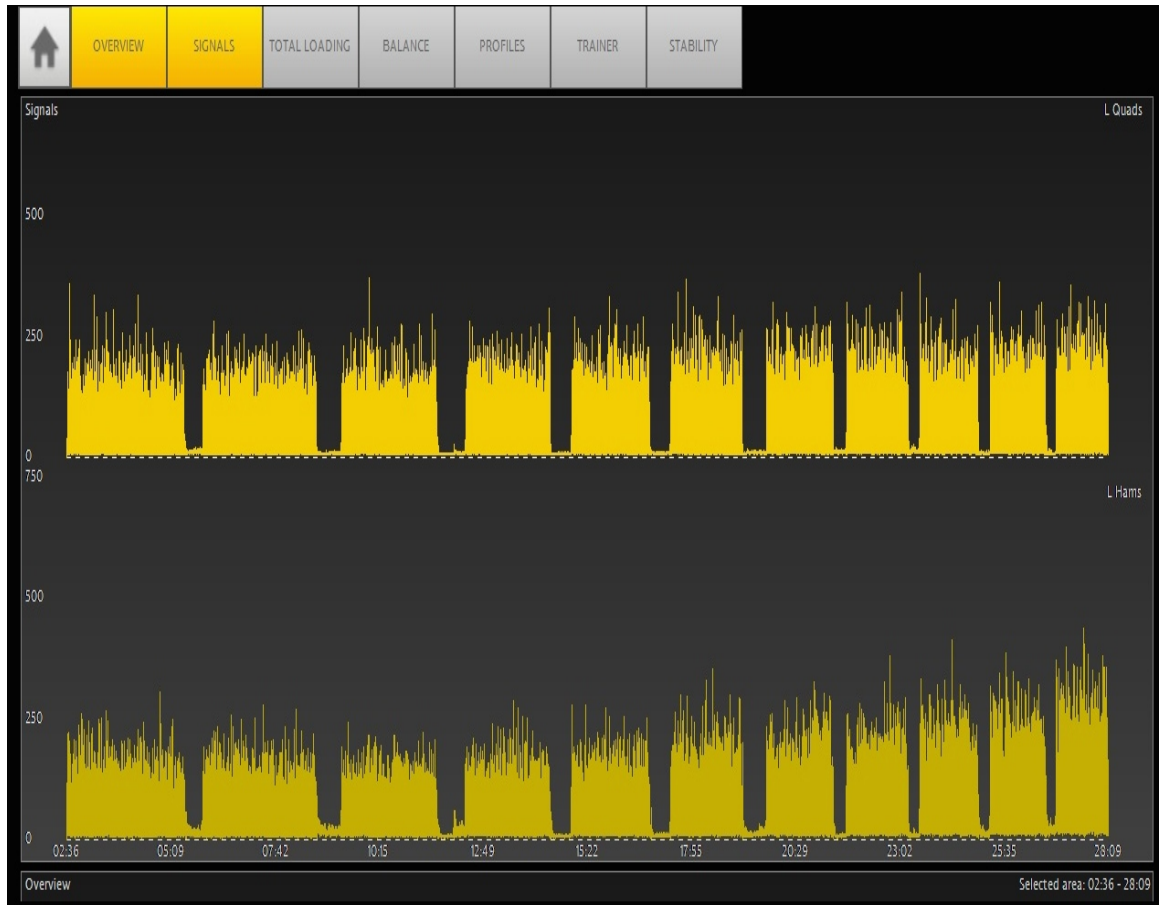 OVERVIEW SIGNALS TOTAL LOADING BALANCE PROFILES TRAINER STABILITY
Signals L Quads
500
250
0
750
L Hams
500
250
0
02:36 05:09 07:42 10:15 12:49 15:22 17:55 20:29 23:02 25:35 28:09
Overview Selected area: 02:36 - 28:09